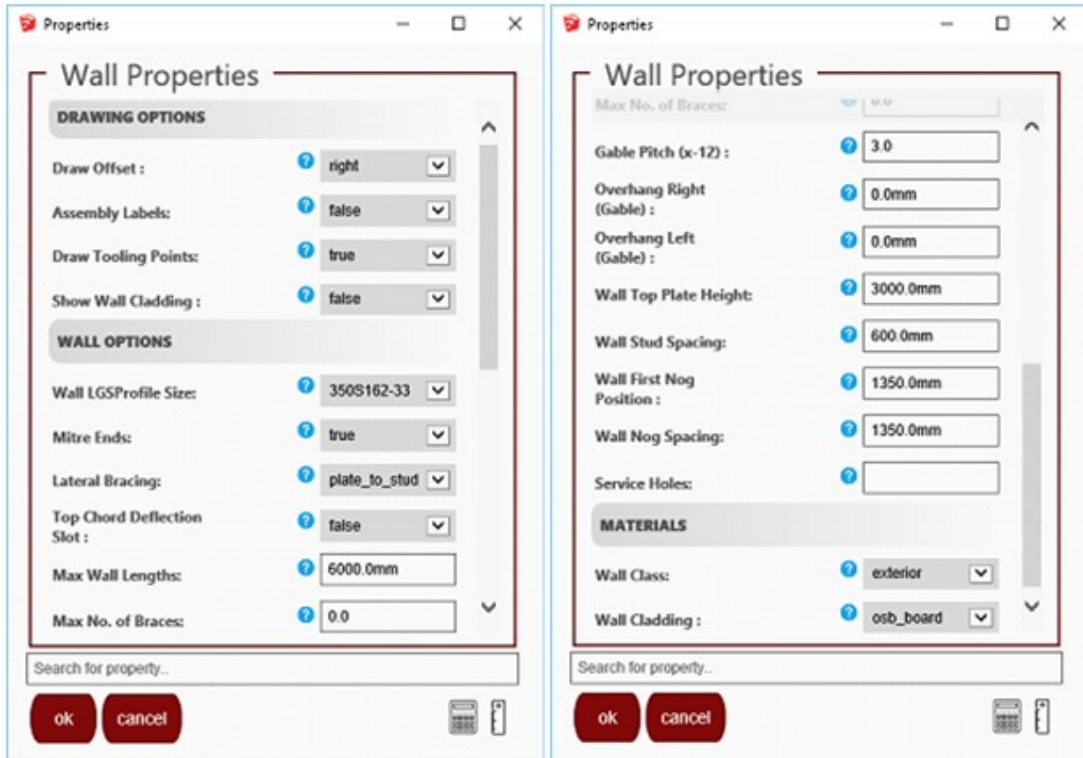 Properties
Wall Properties
DRAWING OPTIONS
Draw Offset : ? right
Assembly Labels: ? false
Draw Tooling Points: ? true
Show Wall Cladding : ? false
WALL OPTIONS
Wall LGSProfile Size: ? 350S162-33
Mitre Ends: ? true
Lateral Bracing: ? plate_to_stud
Top Chord Deflection
Slot : ? false
Max Wall Lengths: ? 6000.0mm
Max No. of Braces: ? 0.0
Search for property..
ok cancel
Properties
Wall Properties
Max No. of Braces: ? 0.0
Gable Pitch (x-12) : ? 3.0
Overhang Right
(Gable) : ? 0.0mm
Overhang Left
(Gable) : ? 0.0mm
Wall Top Plate Height: ? 3000.0mm
Wall Stud Spacing: ? 600.0mm
Wall First Nog
Position : ? 1350.0mm
Wall Nog Spacing: ? 1350.0mm
Service Holes: ?
MATERIALS
Wall Class: ? exterior
Wall Cladding : ? osb_board
Search for property..
ok cancel